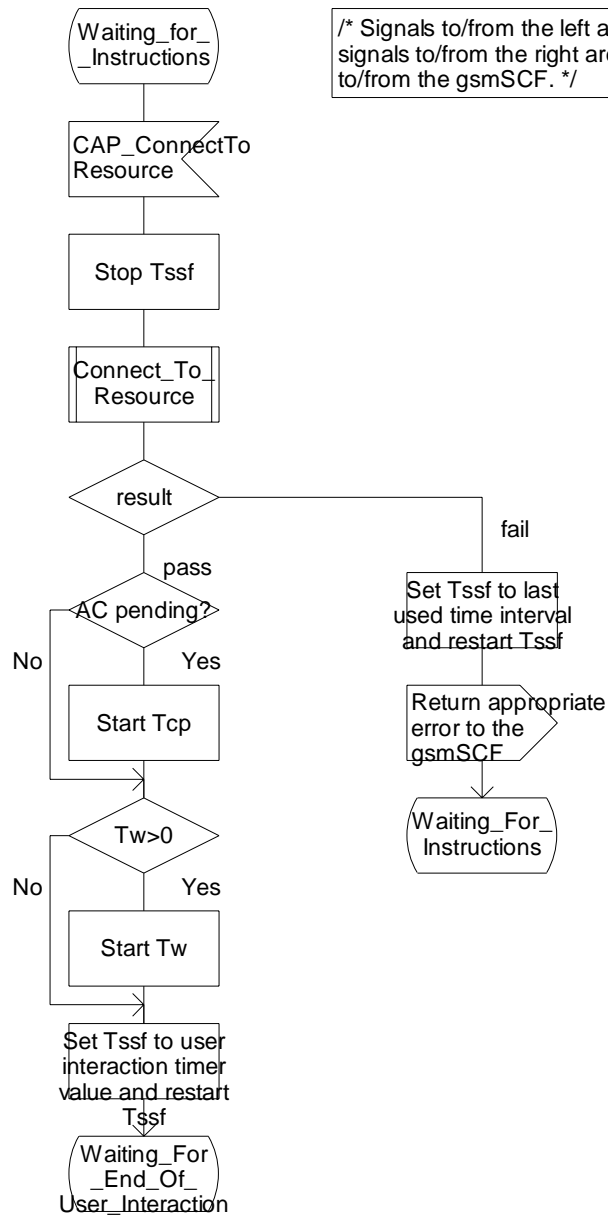 Waiting_for_
_Instructions
/* Signals to/from the left a
signals to/from the right are
to/from the gsmSCF. */
CAP_ConnectTo
Resource
Stop Tssf
Connect_To_
Resource
result
fail
pass
Set Tssf to last
used time interval
and restart Tssf
AC pending?
No
Yes
Start Tcp
Return appropriate
error to the
gsmSCF
Tw>0
Waiting_For_
Instructions
No
Yes
Start Tw
Set Tssf to user
interaction timer
value and restart
Tssf
Waiting_For
_End_Of_
User_Interaction